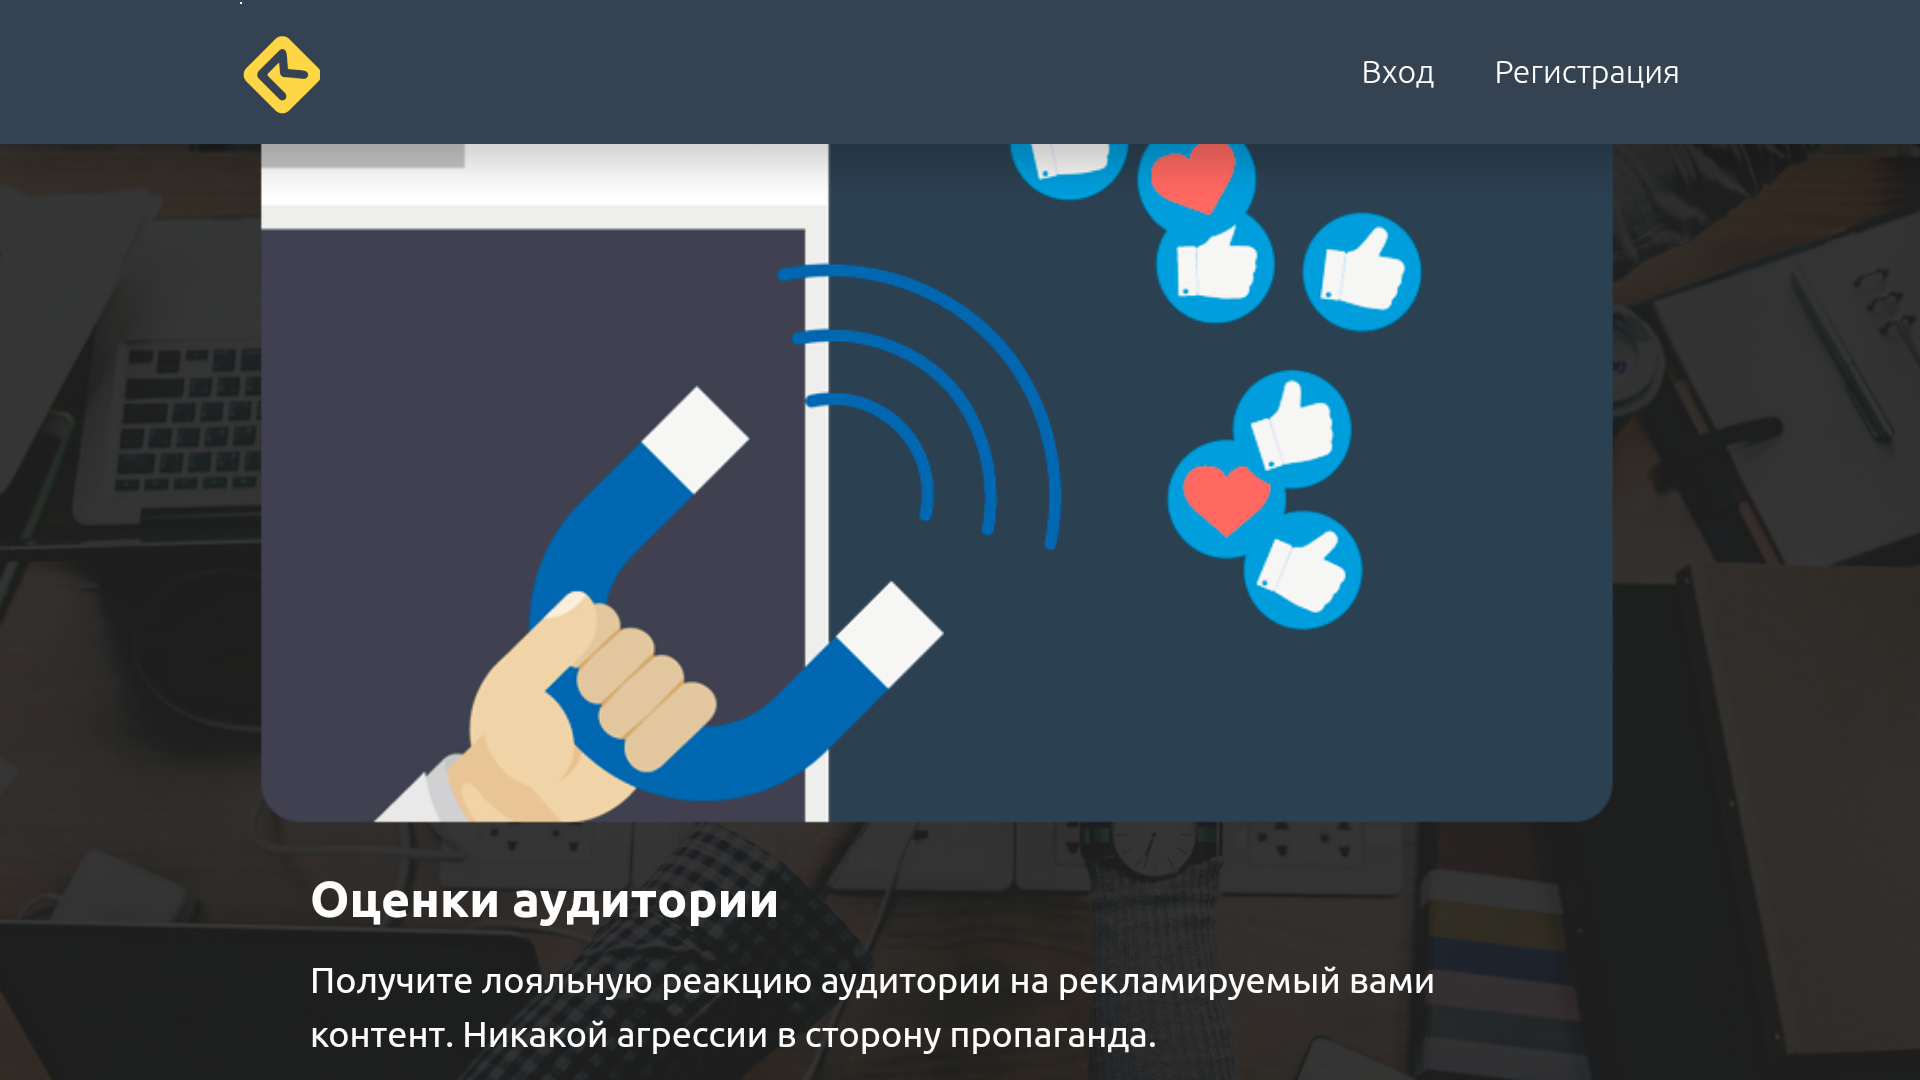 Вход
Регистрация
Оценки аудитории
Получите лояльную реакцию аудитории на рекламируемый вами
контент. Никакой агрессии в сторону пропаганда.